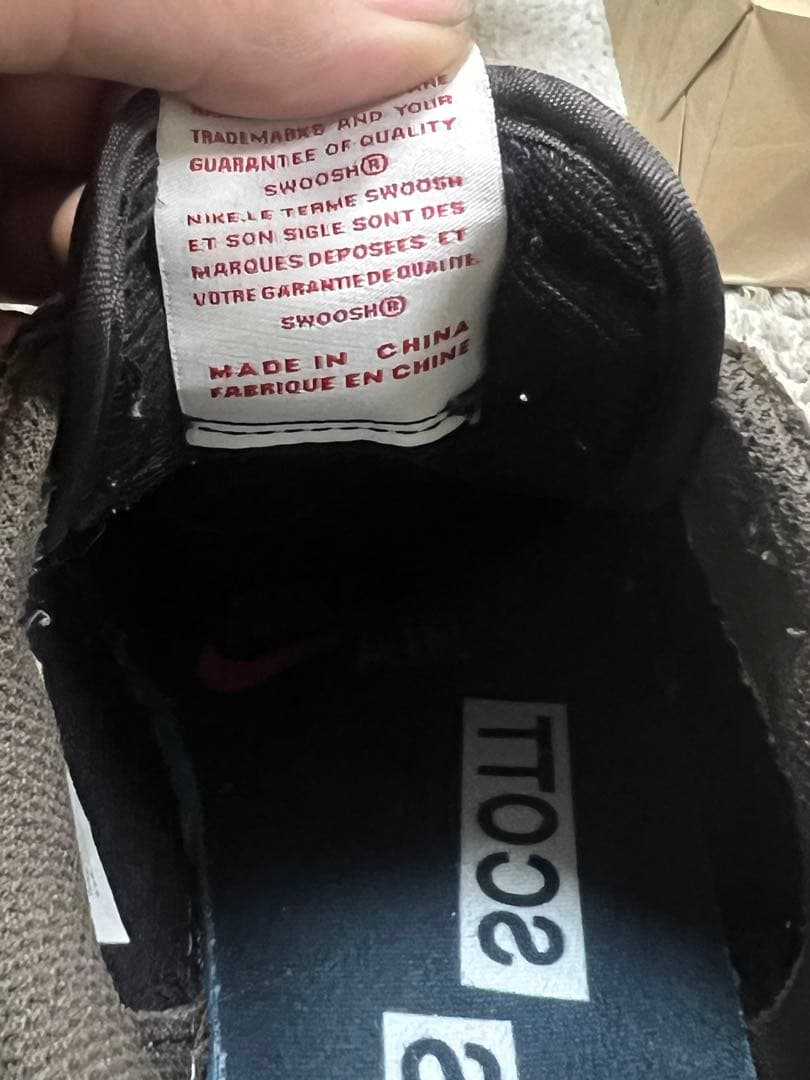 TRADEMARKS AND YOUR
GUARANTEE OF QUALITY
SWOOSH®
NIKE,LE TERME SWOOSH
ET SON SIGLE SONT DES
MARQUES DEPOSEES ET
VOTRE GARANTIE DE QUALITE.
SWOOSH®
MADE IN CHINA
FABRIQUE EN CHINE
SCOTT